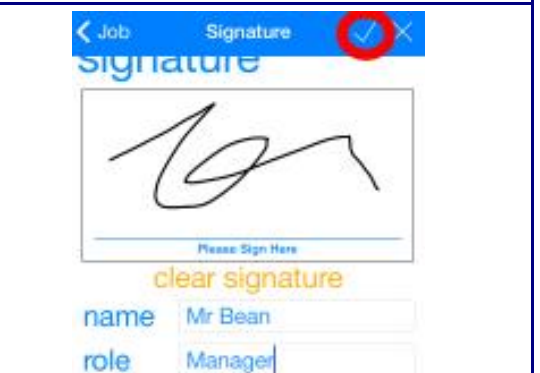 Job Signature
signature
Please Sign Here
clear signature
name Mr Bean
role Manager